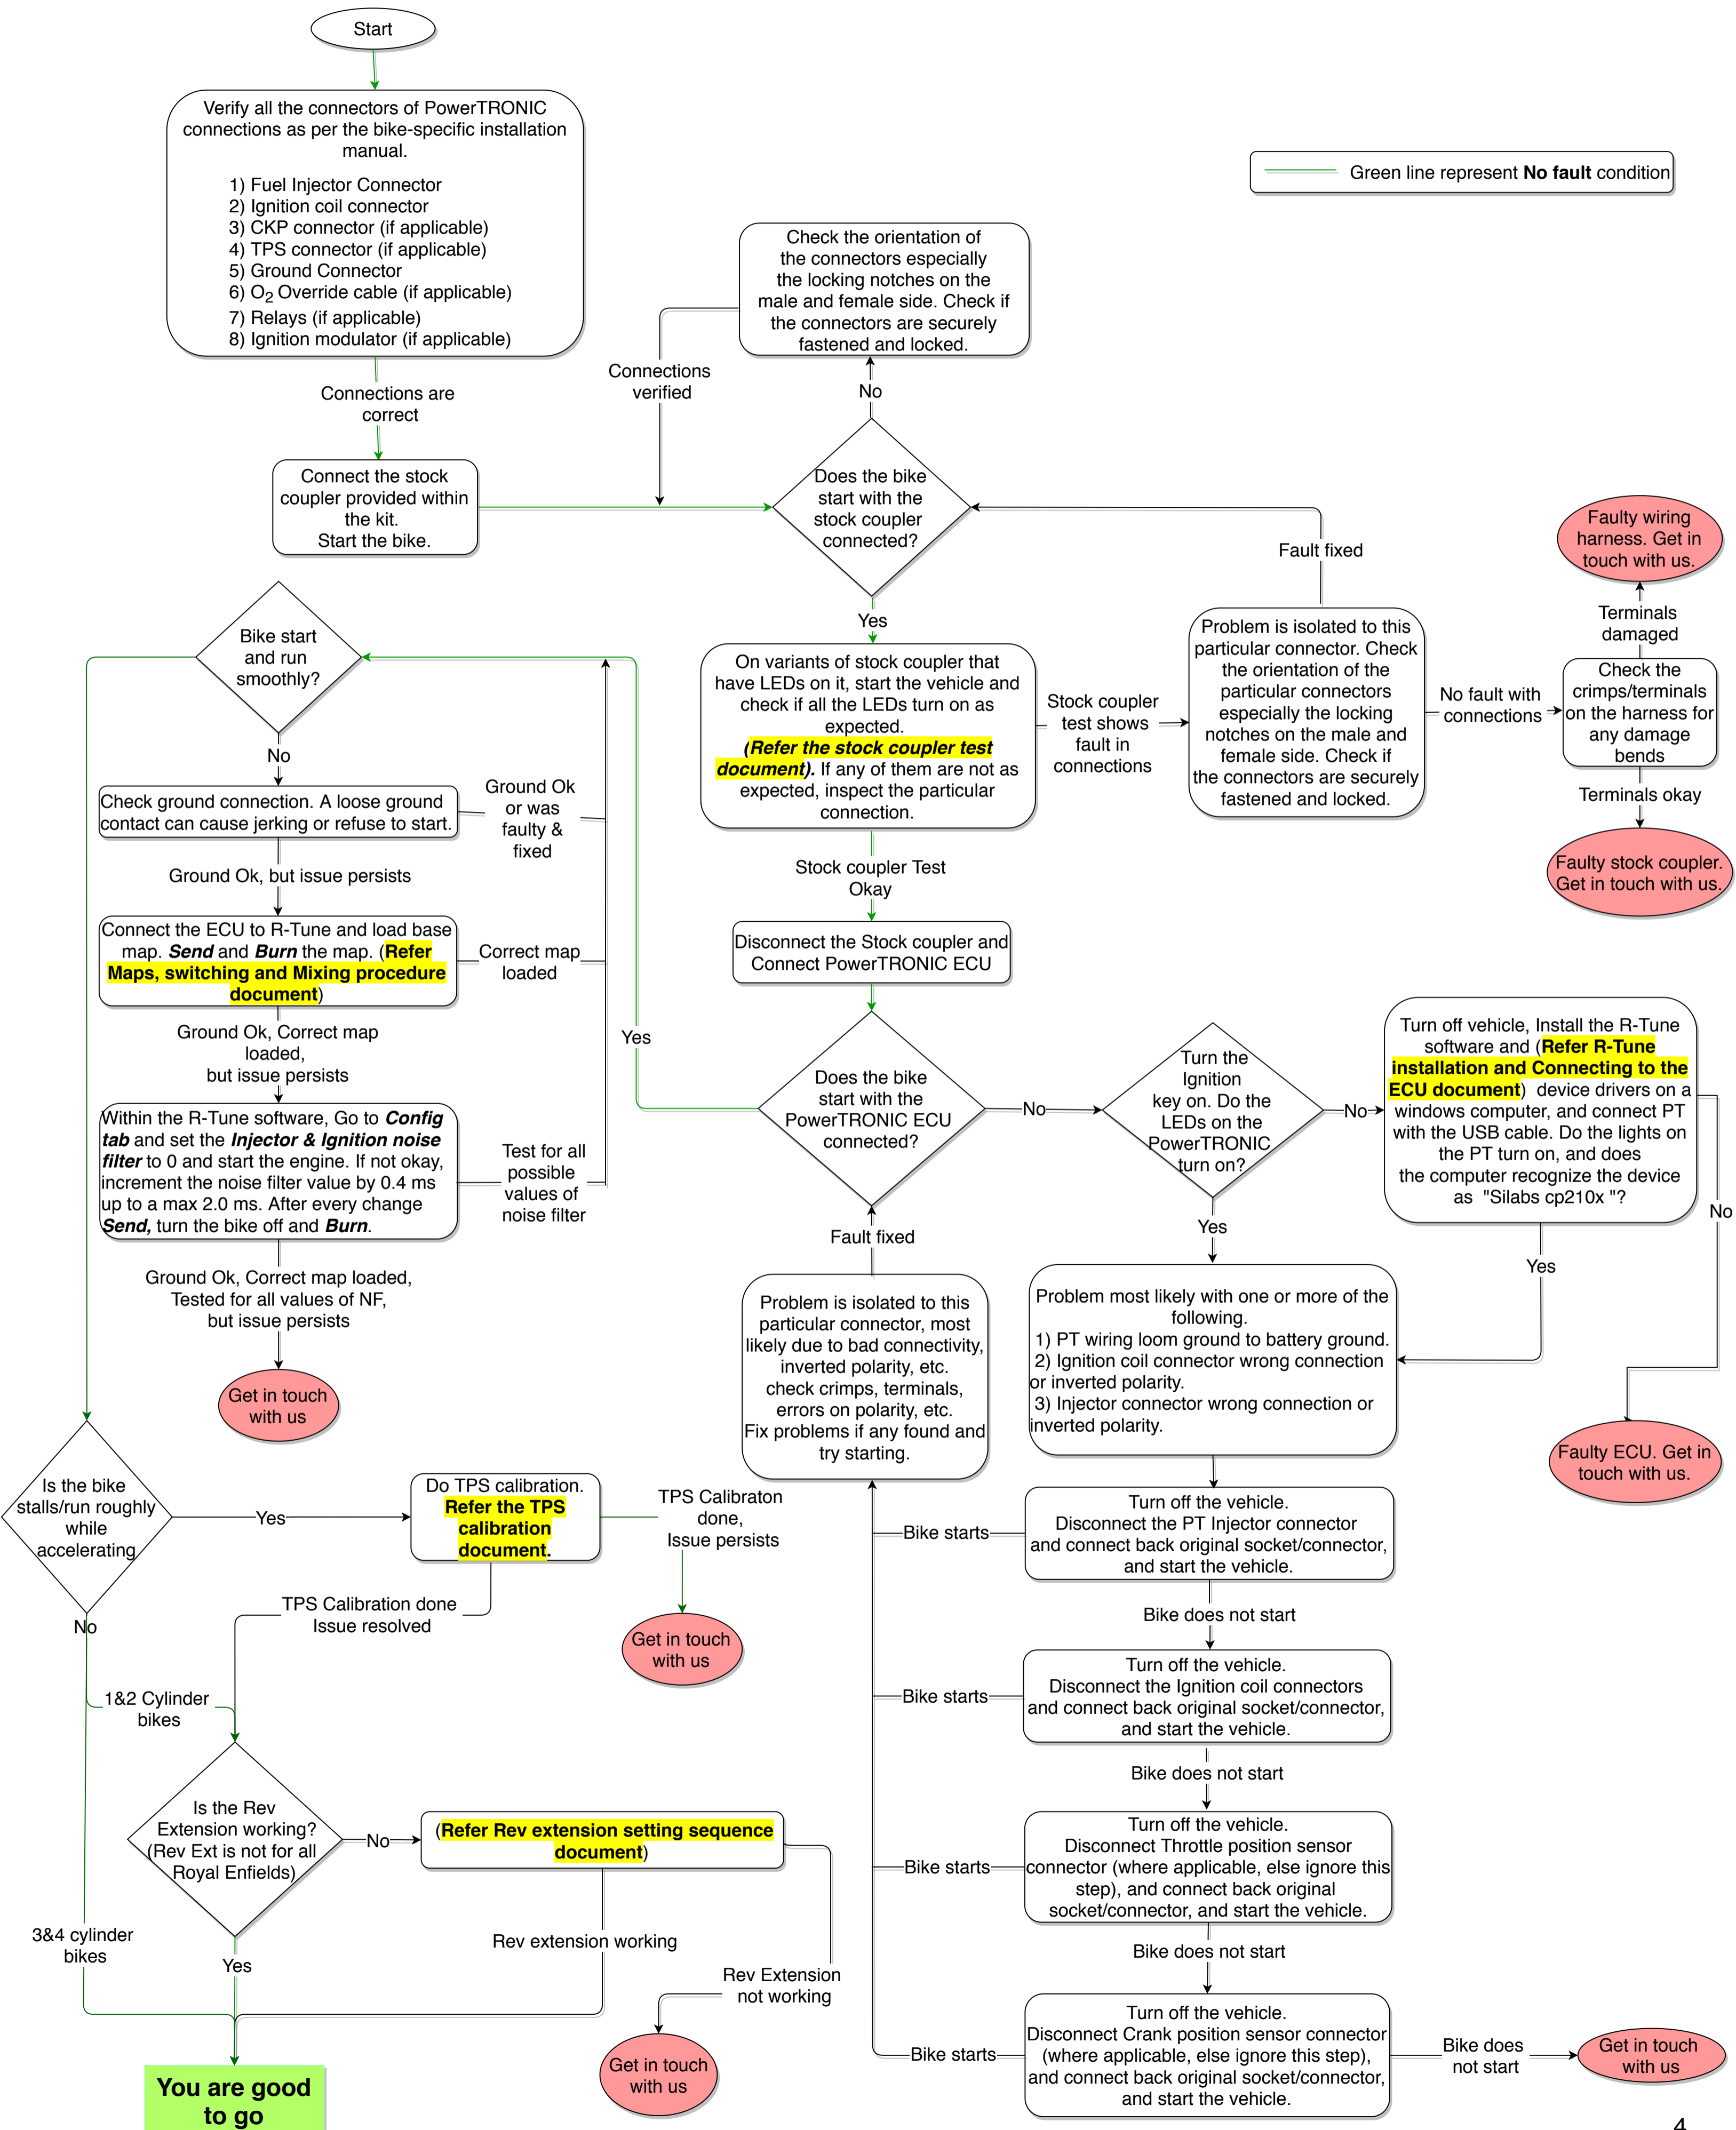 Start
Verify all the connectors of PowerTRONIC
connections as per the bike-specific installation
manual.
1) Fuel Injector Connector
2) Ignition coil connector
3) CKP connector (if applicable)
4) TPS connector (if applicable)
5) Ground Connector
6) O2 Override cable (if applicable)
7) Relays (if applicable)
8) Ignition modulator (if applicable)
Green line represent No fault condition
Connections are
correct
Connect the stock
coupler provided within
the kit.
Start the bike.
Check the orientation of
the connectors especially
the locking notches on the
male and female side. Check if
the connectors are securely
fastened and locked.
Connections
verified
No
Does the bike
start with the
stock coupler
connected?
Yes
Fault fixed
On variants of stock coupler that
have LEDs on it, start the vehicle and
check if all the LEDs turn on as
expected.
(Refer the stock coupler test
document). If any of them are not as
expected, inspect the particular
connection.
Stock coupler
test shows
fault in
connections
Problem is isolated to this
particular connector. Check
the orientation of the
particular connectors
especially the locking
notches on the male and
female side. Check if
the connectors are securely
fastened and locked.
No fault with
connections
Faulty wiring
harness. Get in
touch with us.
Terminals
damaged
Check the
crimps/terminals
on the harness for
any damage
bends
Terminals okay
Faulty stock coupler.
Get in touch with us.
Stock coupler Test
Okay
Disconnect the Stock coupler and
Connect PowerTRONIC ECU
Does the bike
start with the
PowerTRONIC ECU
connected?
Yes
No
Bike start
and run
smoothly?
No
Check ground connection. A loose ground
contact can cause jerking or refuse to start.
Ground Ok
or was
faulty &
fixed
Ground Ok, but issue persists
Connect the ECU to R-Tune and load base
map. Send and Burn the map. (Refer
Maps, switching and Mixing procedure
document)
Correct map
loaded
Ground Ok, Correct map
loaded,
but issue persists
Within the R-Tune software, Go to Config
tab and set the Injector & Ignition noise
filter to 0 and start the engine. If not okay,
increment the noise filter value by 0.4 ms
up to a max 2.0 ms. After every change
Send, turn the bike off and Burn.
Test for all
possible
values of
noise filter
Ground Ok, Correct map loaded,
Tested for all values of NF,
but issue persists
Get in touch
with us
Turn the
Ignition
key on. Do the
LEDs on the
PowerTRONIC
turn on?
No
Yes
Turn off vehicle, Install the R-Tune
software and (Refer R-Tune
installation and Connecting to the
ECU document) device drivers on a
windows computer, and connect PT
with the USB cable. Do the lights on
the PT turn on, and does
the computer recognize the device
as "Silabs cp210x "?
No
Yes
Faulty ECU. Get in
touch with us.
Problem most likely with one or more of the
following.
1) PT wiring loom ground to battery ground.
2) Ignition coil connector wrong connection
or inverted polarity.
3) Injector connector wrong connection or
inverted polarity.
Fault fixed
Problem is isolated to this
particular connector, most
likely due to bad connectivity,
inverted polarity, etc.
check crimps, terminals,
errors on polarity, etc.
Fix problems if any found and
try starting.
Turn off the vehicle.
Disconnect the PT Injector connector
and connect back original socket/connector,
and start the vehicle.
Bike starts
Bike does not start
Turn off the vehicle.
Disconnect the Ignition coil connectors
and connect back original socket/connector,
and start the vehicle.
Bike starts
Bike does not start
Turn off the vehicle.
Disconnect Throttle position sensor
connector (where applicable, else ignore this
step), and connect back original
socket/connector, and start the vehicle.
Bike starts
Bike does not start
Turn off the vehicle.
Disconnect Crank position sensor connector
(where applicable, else ignore this step),
and connect back original socket/connector,
and start the vehicle.
Bike starts
Bike does
not start
Get in touch
with us
Is the bike
stalls/run roughly
while
accelerating
Yes
Do TPS calibration.
Refer the TPS
calibration
document.
TPS Calibraton
done,
Issue persists
Get in touch
with us
TPS Calibration done
Issue resolved
No
1&2 Cylinder
bikes
3&4 cylinder
bikes
Is the Rev
Extension working?
(Rev Ext is not for all
Royal Enfields)
No
(Refer Rev extension setting sequence
document)
Yes
Rev extension working
Rev Extension
not working
Get in touch
with us
You are good
to go
4